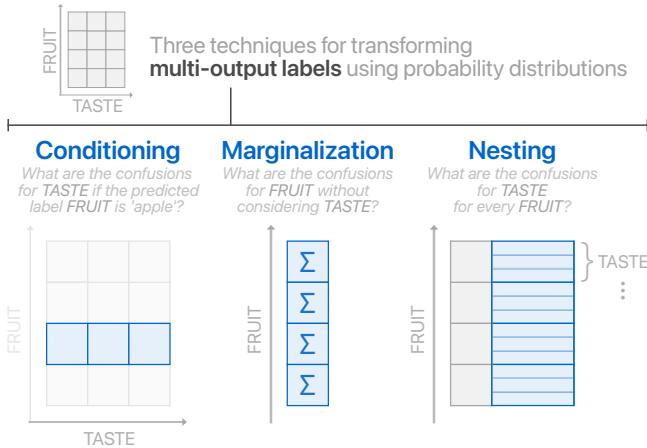 FRUIT
TASTE
Three techniques for transforming
multi-output labels using probability distributions
Conditioning
What are the confusions
for TASTE if the predicted
label FRUIT is 'apple'?
FRUIT
TASTE
Marginalization
What are the confusions
for FRUIT without
considering TASTE?
FRUIT
Σ
Σ
Σ
Σ
Nesting
What are the confusions
for TASTE
for every FRUIT?
FRUIT
TASTE
⋮